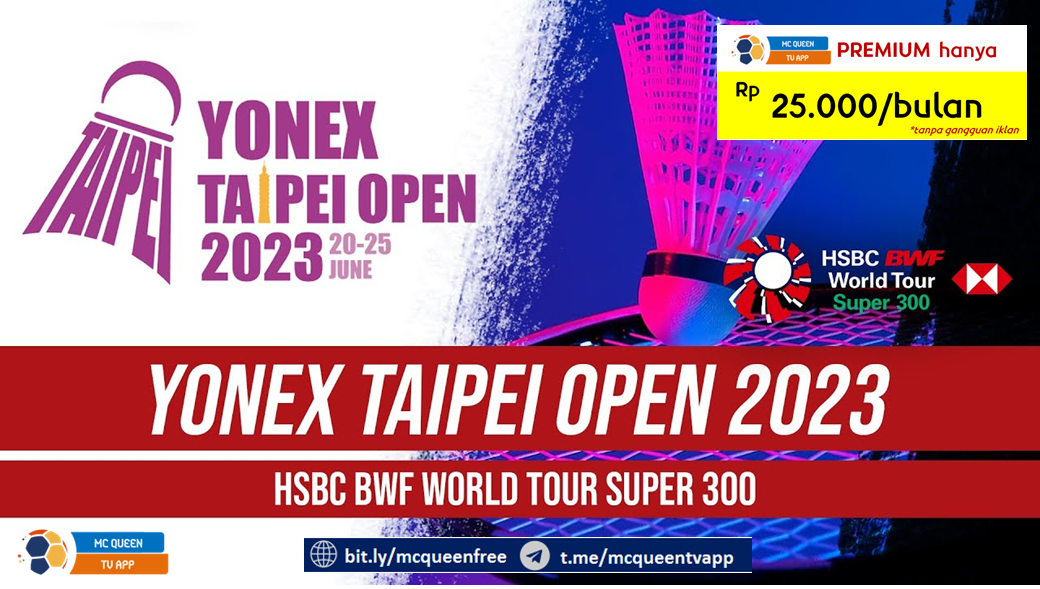 MC QUEEN
TV APP
PREMIUM hanya
Rp 25.000/bulan
*tanpa gangguan iklan
TAIPEI
YONEX
TAIPEI OPEN
2023 20-25
JUNE
HSBC BWF
World Tour
Super 300
YONEX TAIPEI OPEN 2023
HSBC BWF WORLD TOUR SUPER 300
MC QUEEN
TV APP
bit.ly/mcqueenfree
t.me/mcqueentvapp